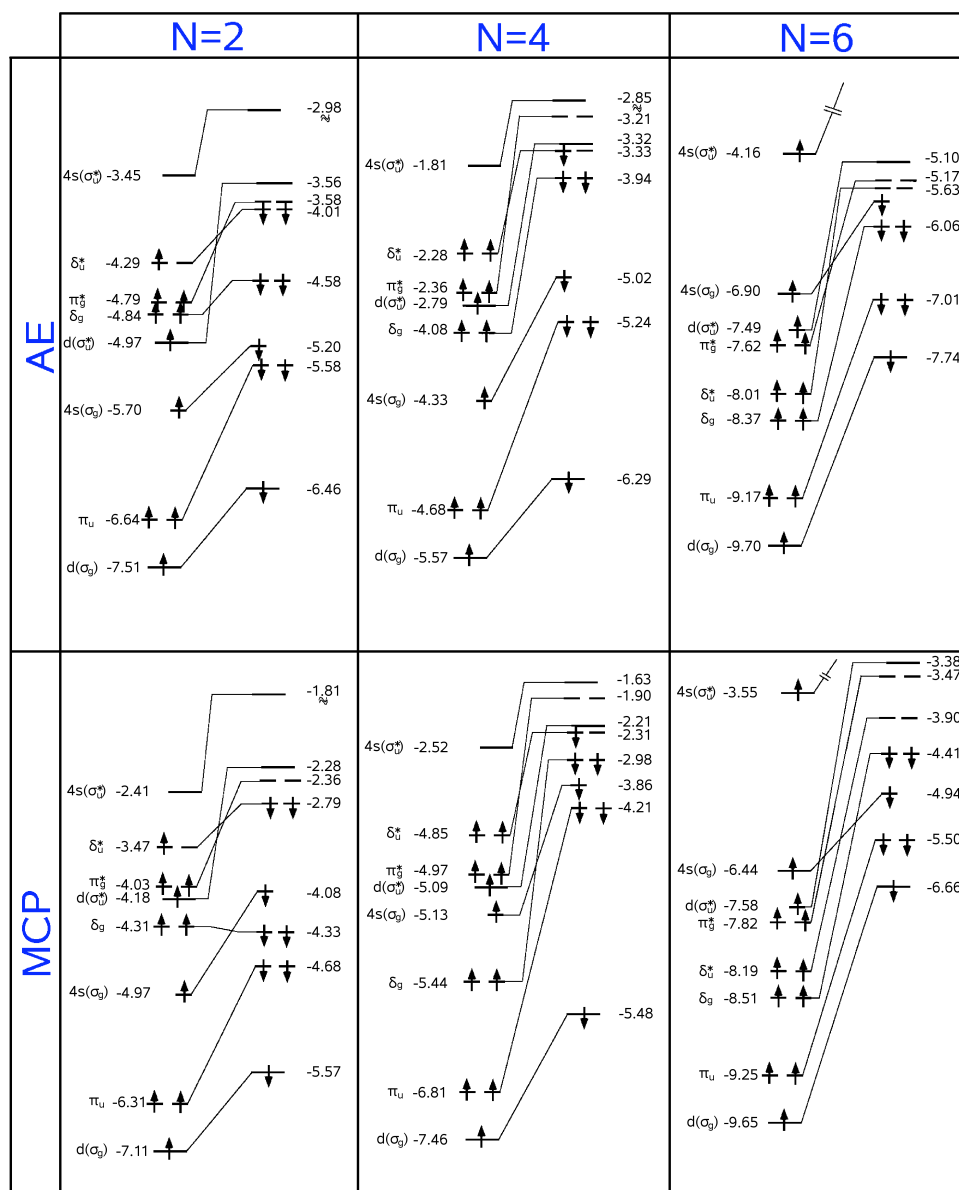 N=2 N=4 N=6
AE
-2.98
≈
4s(σu*) -3.45
-3.56
-3.58
-4.01
δu* -4.29
-4.58
πg* -4.79
δg -4.84
d(σu*) -4.97
-5.20
-5.58
4s(σg) -5.70
-6.46
πu -6.64
d(σg) -7.51
-2.85
≈
-3.21
-3.32
-3.33
4s(σu*) -1.81
-3.94
δu* -2.28
-5.02
πg* -2.36
d(σu*) -2.79
-5.24
δg -4.08
4s(σg) -4.33
-6.29
πu -4.68
d(σg) -5.57
4s(σu*) -4.16
-5.10
-5.17
-5.63
-6.06
4s(σg) -6.90
-7.01
d(σu*) -7.49
πg* -7.62
-7.74
δu* -8.01
δg -8.37
πu -9.17
d(σg) -9.70
MCP
-1.81
≈
-2.28
-2.36
4s(σu*) -2.41
-2.79
δu* -3.47
πg* -4.03
-4.08
d(σu*) -4.18
δg -4.31
-4.33
-4.68
4s(σg) -4.97
-5.57
πu -6.31
d(σg) -7.11
-1.63
-1.90
-2.21
-2.31
4s(σu*) -2.52
-2.98
-3.86
-4.21
δu* -4.85
πg* -4.97
d(σu*) -5.09
4s(σg) -5.13
δg -5.44
-5.48
πu -6.81
d(σg) -7.46
-3.38
-3.47
4s(σu*) -3.55
-3.90
-4.41
-4.94
-5.50
4s(σg) -6.44
-6.66
d(σu*) -7.58
πg* -7.82
δu* -8.19
δg -8.51
πu -9.25
d(σg) -9.65